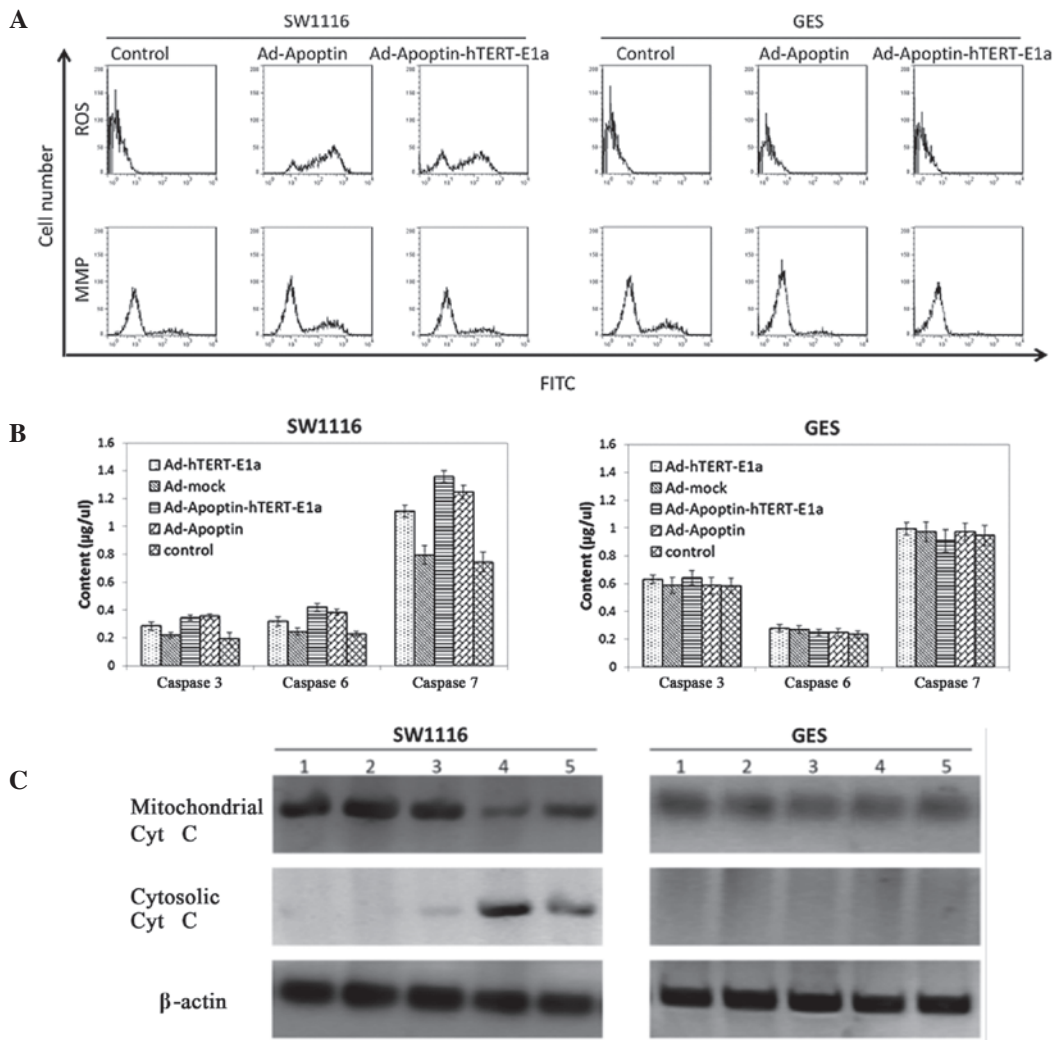 A
SW1116
GES
Control
Ad-Apoptin
Ad-Apoptin-hTERT-E1a
Control
Ad-Apoptin
Ad-Apoptin-hTERT-E1a
Cell number
ROS
MMP
FITC
B
SW1116
Content (µg/ul)
1.6
1.4
1.2
1
0.8
0.6
0.4
0.2
0
Ad-hTERT-E1a
Ad-mock
Ad-Apoptin-hTERT-E1a
Ad-Apoptin
control
Caspase 3
Caspase 6
Caspase 7
GES
Content (µg/ul)
1.6
1.4
1.2
1
0.8
0.6
0.4
0.2
0
Ad-hTERT-E1a
Ad-mock
Ad-Apoptin-hTERT-E1a
Ad-Apoptin
control
Caspase 3
Caspase 6
Caspase 7
C
SW1116
GES
1 2 3 4 5
1 2 3 4 5
Mitochondrial
Cyt C
Cytosolic
Cyt C
β-actin